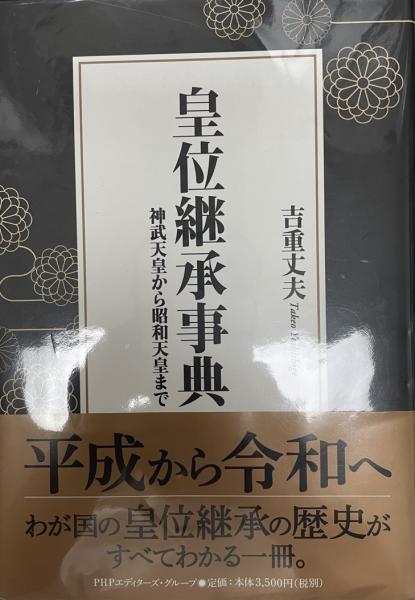 皇位継承事典
神武天皇から昭和天皇まで
吉重丈夫
Takeo
平成から令和へ
わが国の皇位継承の歴史が
すべてわかる一冊。
PHPエディターズ・グループ●定価:本体3,500円(税別)